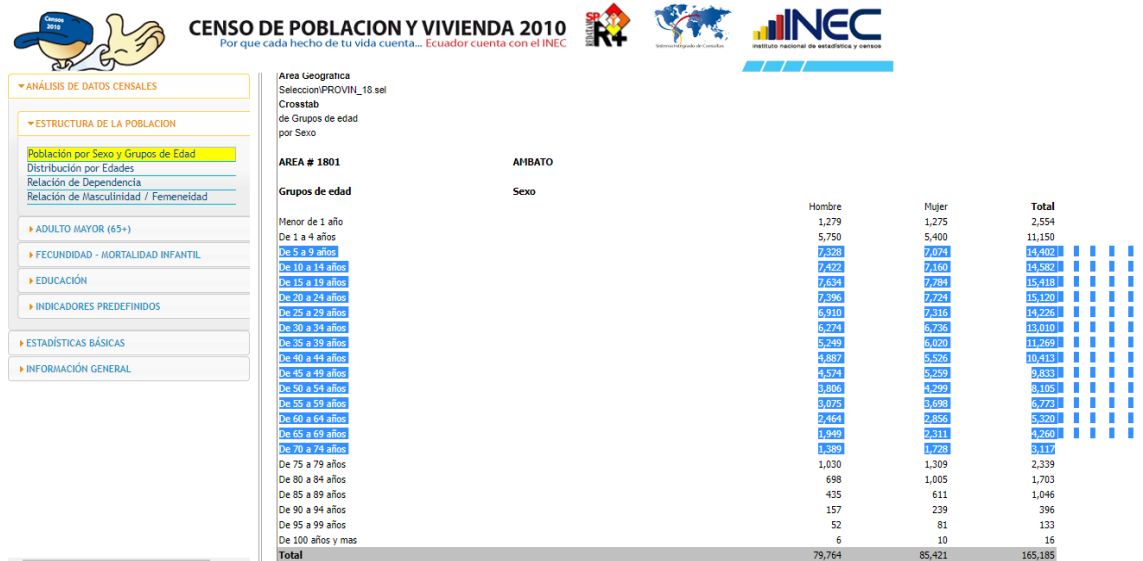 Censos
2010
CENSO DE POBLACION Y VIVIENDA 2010
Por que cada hecho de tu vida cuenta... Ecuador cuenta con el INEC
REDATAM
SP
R+
Sistema Integrado de Consultas
INEC
instituto nacional de estadística y censos
ANÁLISIS DE DATOS CENSALES
ESTRUCTURA DE LA POBLACION
Población por Sexo y Grupos de Edad
Distribución por Edades
Relación de Dependencia
Relación de Masculinidad / Femeneidad
ADULTO MAYOR (65+)
FECUNDIDAD - MORTALIDAD INFANTIL
EDUCACIÓN
INDICADORES PREDEFINIDOS
ESTADÍSTICAS BÁSICAS
INFORMACIÓN GENERAL
Area Geografica
Seleccion\PROVIN_18.sel
Crosstab
de Grupos de edad
por Sexo
AREA # 1801 AMBATO
Grupos de edad Sexo
Hombre Mujer Total
Menor de 1 año 1,279 1,275 2,554
De 1 a 4 años 5,750 5,400 11,150
De 5 a 9 años 7,328 7,074 14,402
De 10 a 14 años 7,422 7,160 14,582
De 15 a 19 años 7,634 7,784 15,418
De 20 a 24 años 7,396 7,724 15,120
De 25 a 29 años 6,910 7,316 14,226
De 30 a 34 años 6,274 6,736 13,010
De 35 a 39 años 5,249 6,020 11,269
De 40 a 44 años 4,887 5,526 10,413
De 45 a 49 años 4,574 5,259 9,833
De 50 a 54 años 3,806 4,299 8,105
De 55 a 59 años 3,075 3,698 6,773
De 60 a 64 años 2,464 2,856 5,320
De 65 a 69 años 1,949 2,311 4,260
De 70 a 74 años 1,389 1,728 3,117
De 75 a 79 años 1,030 1,309 2,339
De 80 a 84 años 698 1,005 1,703
De 85 a 89 años 435 611 1,046
De 90 a 94 años 157 239 396
De 95 a 99 años 52 81 133
De 100 años y mas 6 10 16
Total 79,764 85,421 165,185